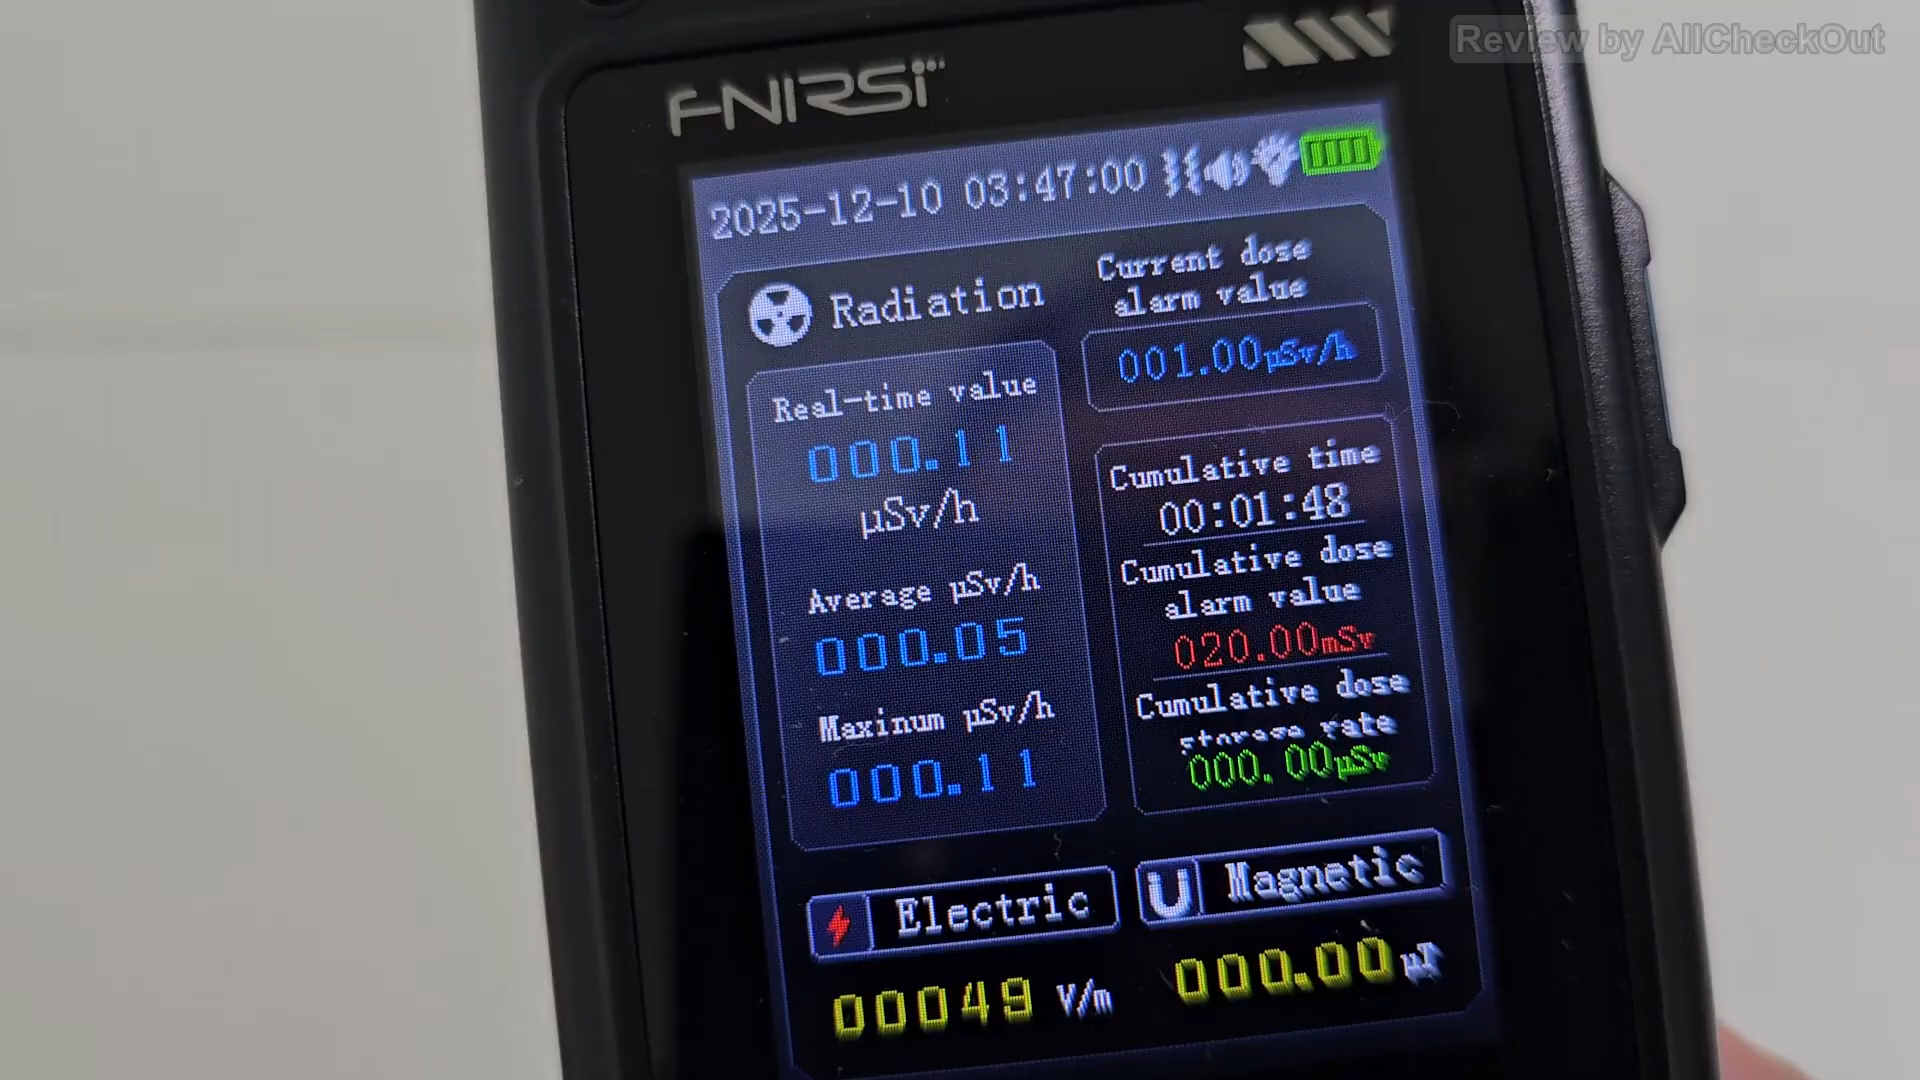 Review by AllCheckOut
FNIRSI
2025-12-10 03:47:00
Radiation
Real-time value
000.11
µSv/h
Average µSv/h
000.05
Maxinum µSv/h
000.11
Current dose
alarm value
001.00µSv/h
Cumulative time
00:01:48
Cumulative dose
alarm value
020.00mSv
Cumulative dose
storage rate
000.00µSv
Electric
00049 V/m
Magnetic
000.00µT